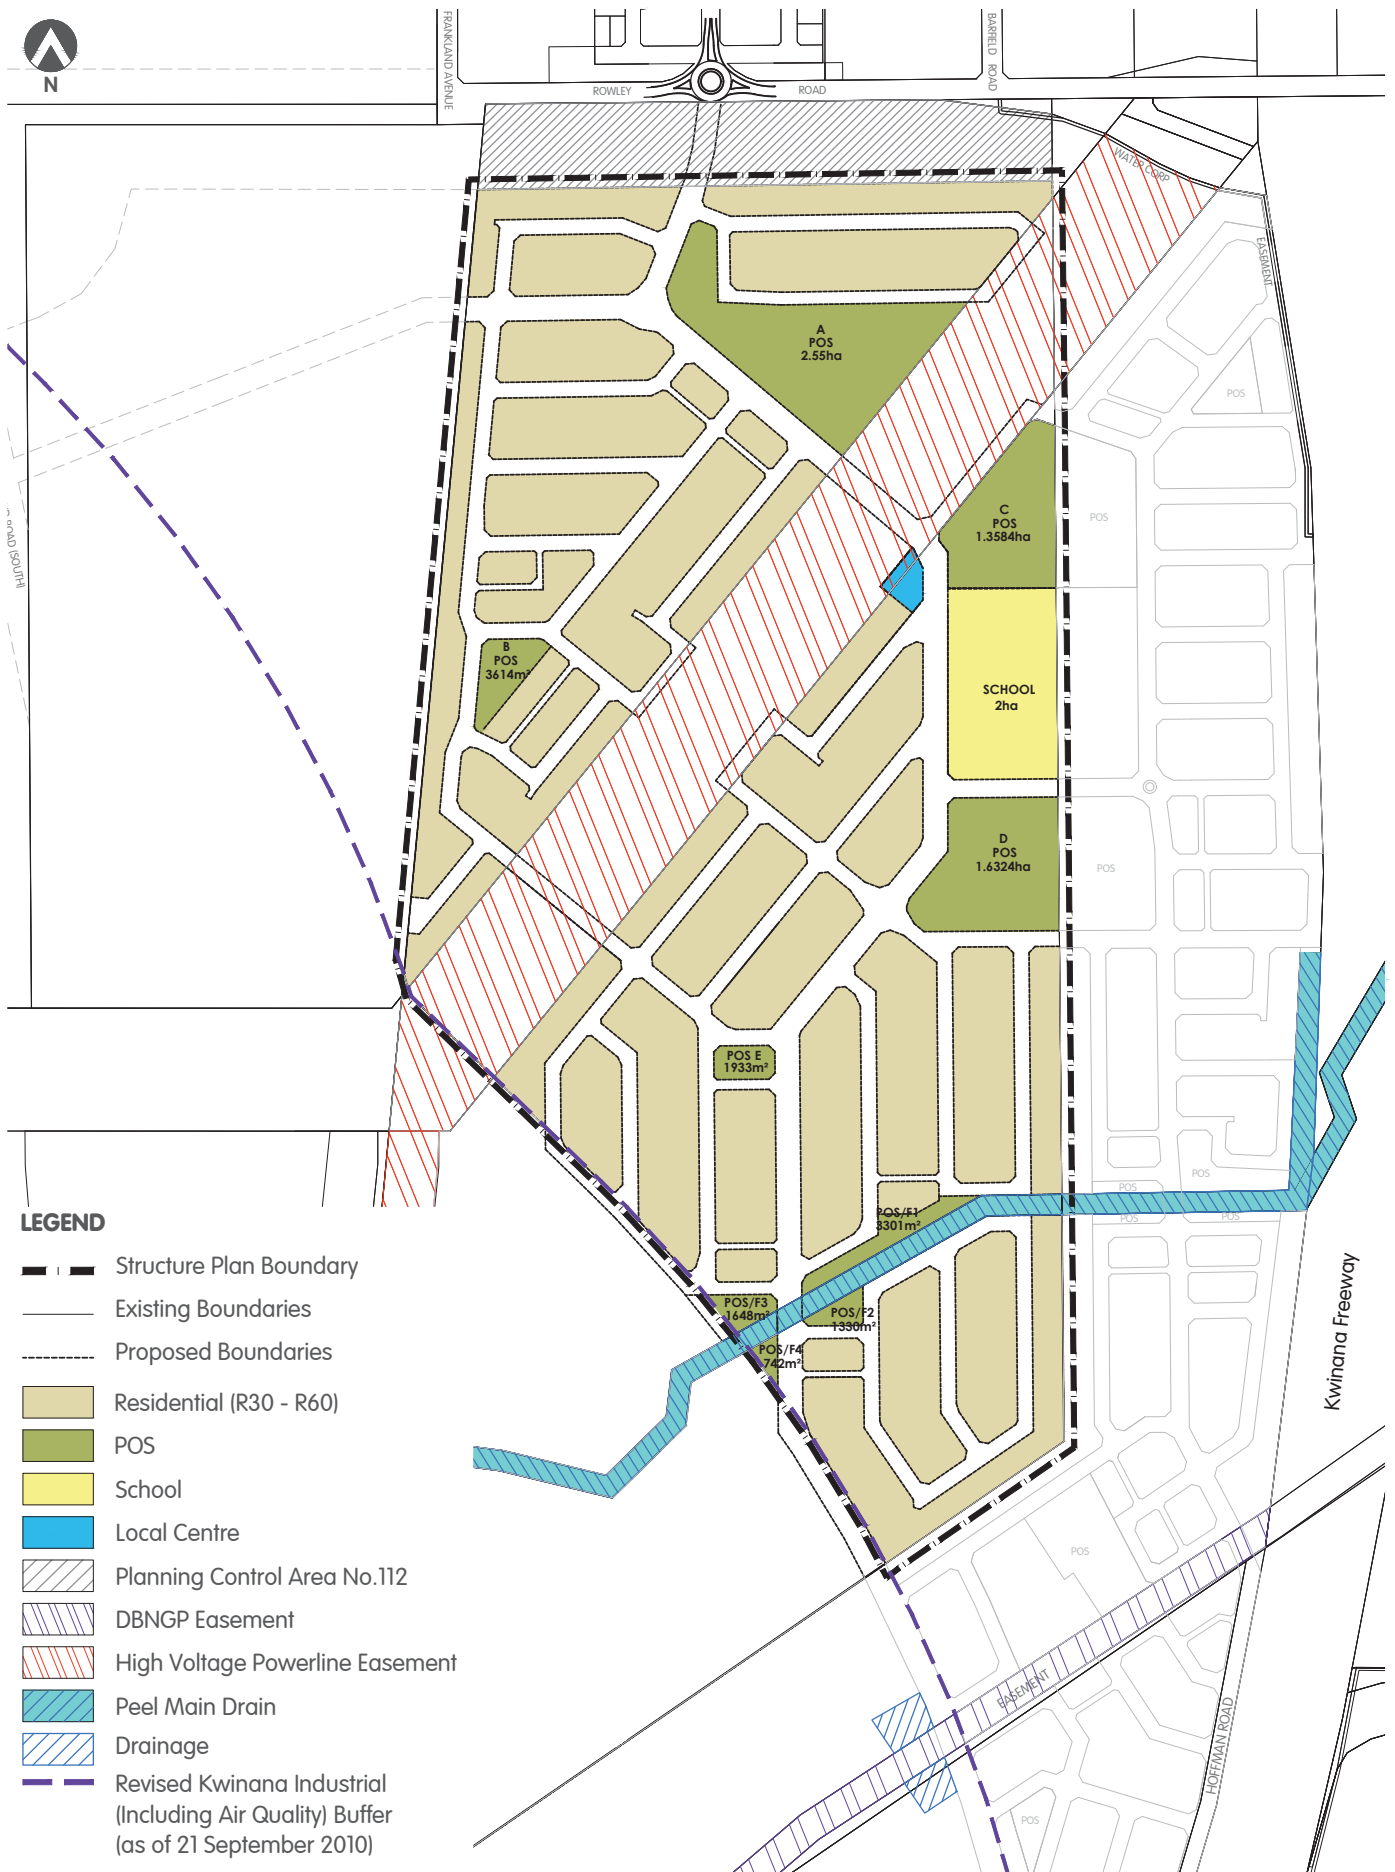 N
FRANKLAND AVENUE
BARFIELD ROAD
ROWLEY ROAD
WATER CORP
EASEMENT
A
POS
2.55ha
POS
C
POS
1.3584ha
POS
ROAD (SOUTH)
B
POS
3614m²
SCHOOL
2ha
D
POS
1.6324ha
POS
POS E
1933m²
POS
POS
POS/F1
3301m²
POS
POS
POS/F3
1648m²
POS/F2
1330m²
POS/F4
742m²
Kwinana Freeway
POS
EASEMENT
HOFFMAN ROAD
POS
LEGEND
Structure Plan Boundary
Existing Boundaries
Proposed Boundaries
Residential (R30 - R60)
POS
School
Local Centre
Planning Control Area No.112
DBNGP Easement
High Voltage Powerline Easement
Peel Main Drain
Drainage
Revised Kwinana Industrial
(Including Air Quality) Buffer
(as of 21 September 2010)